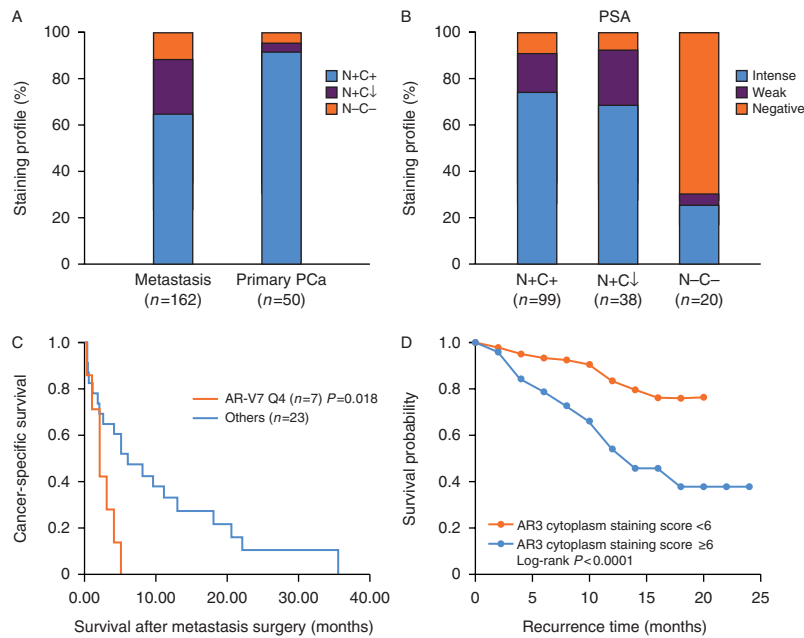 A
100
80
60
40
20
0
Staining profile (%)
N+C+
N+C↓
N−C−
Metastasis
(n=162)
Primary PCa
(n=50)
B
PSA
100
80
60
40
20
0
Staining profile (%)
Intense
Weak
Negative
N+C+
(n=99)
N+C↓
(n=38)
N−C−
(n=20)
C
1.0
0.8
0.6
0.4
0.2
0
Cancer-specific survival
AR-V7 Q4 (n=7) P=0.018
Others (n=23)
0.00 10.00 20.00 30.00 40.00
Survival after metastasis surgery (months)
D
1.0
0.8
0.6
0.4
0.2
0
Survival probability
AR3 cytoplasm staining score <6
AR3 cytoplasm staining score ≥6
Log-rank P<0.0001
0 5 10 15 20 25
Recurrence time (months)